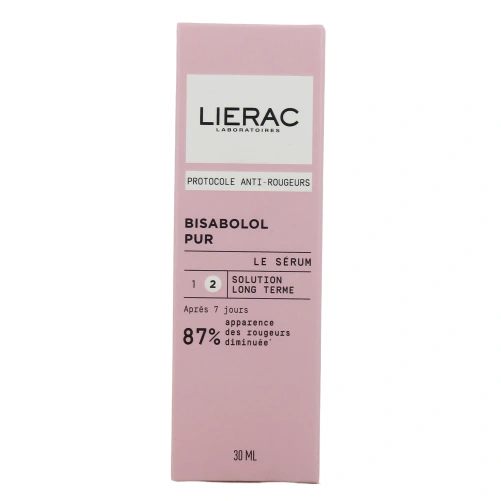 LIERAC
LABORATOIRES
PROTOCOLE ANTI-ROUGEURS
BISABOLOL
PUR
LE SÉRUM
1 2 SOLUTION
LONG TERME
Après 7 jours
87% apparence
des rougeurs
diminuée*
30 ML